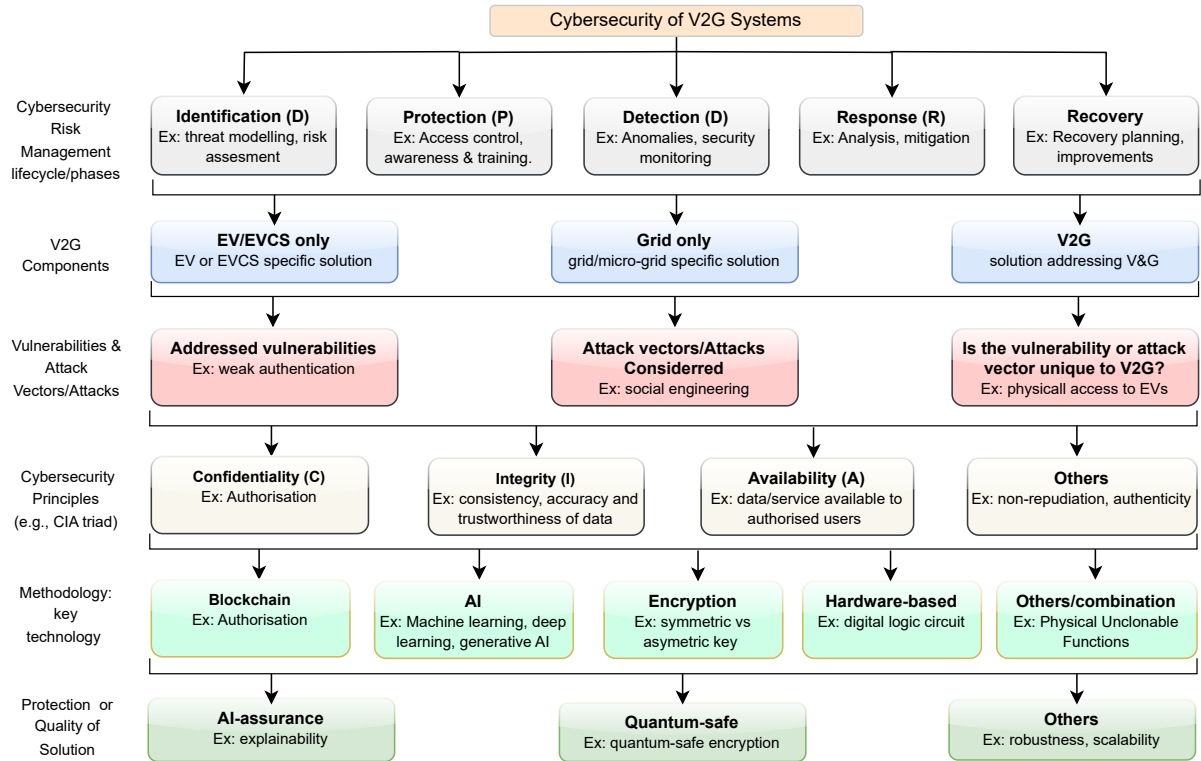 Cybersecurity of V2G Systems
Cybersecurity
Risk
Management
lifecycle/phases
Identification (D)
Ex: threat modelling, risk
assesment
Protection (P)
Ex: Access control,
awareness & training.
Detection (D)
Ex: Anomalies, security
monitoring
Response (R)
Ex: Analysis, mitigation
Recovery
Ex: Recovery planning,
improvements
V2G
Components
EV/EVCS only
EV or EVCS specific solution
Grid only
grid/micro-grid specific solution
V2G
solution addressing V&G
Vulnerabilities &
Attack
Vectors/Attacks
Addressed vulnerabilities
Ex: weak authentication
Attack vectors/Attacks
Considerred
Ex: social engineering
Is the vulnerability or attack
vector unique to V2G?
Ex: physicall access to EVs
Cybersecurity
Principles
(e.g., CIA triad)
Confidentiality (C)
Ex: Authorisation
Integrity (I)
Ex: consistency, accuracy and
trustworthiness of data
Availability (A)
Ex: data/service available to
authorised users
Others
Ex: non-repudiation, authenticity
Methodology:
key
technology
Blockchain
Ex: Authorisation
AI
Ex: Machine learning, deep
learning, generative AI
Encryption
Ex: symmetric vs
asymetric key
Hardware-based
Ex: digital logic circuit
Others/combination
Ex: Physical Unclonable
Functions
Protection or
Quality of
Solution
AI-assurance
Ex: explainability
Quantum-safe
Ex: quantum-safe encryption
Others
Ex: robustness, scalability